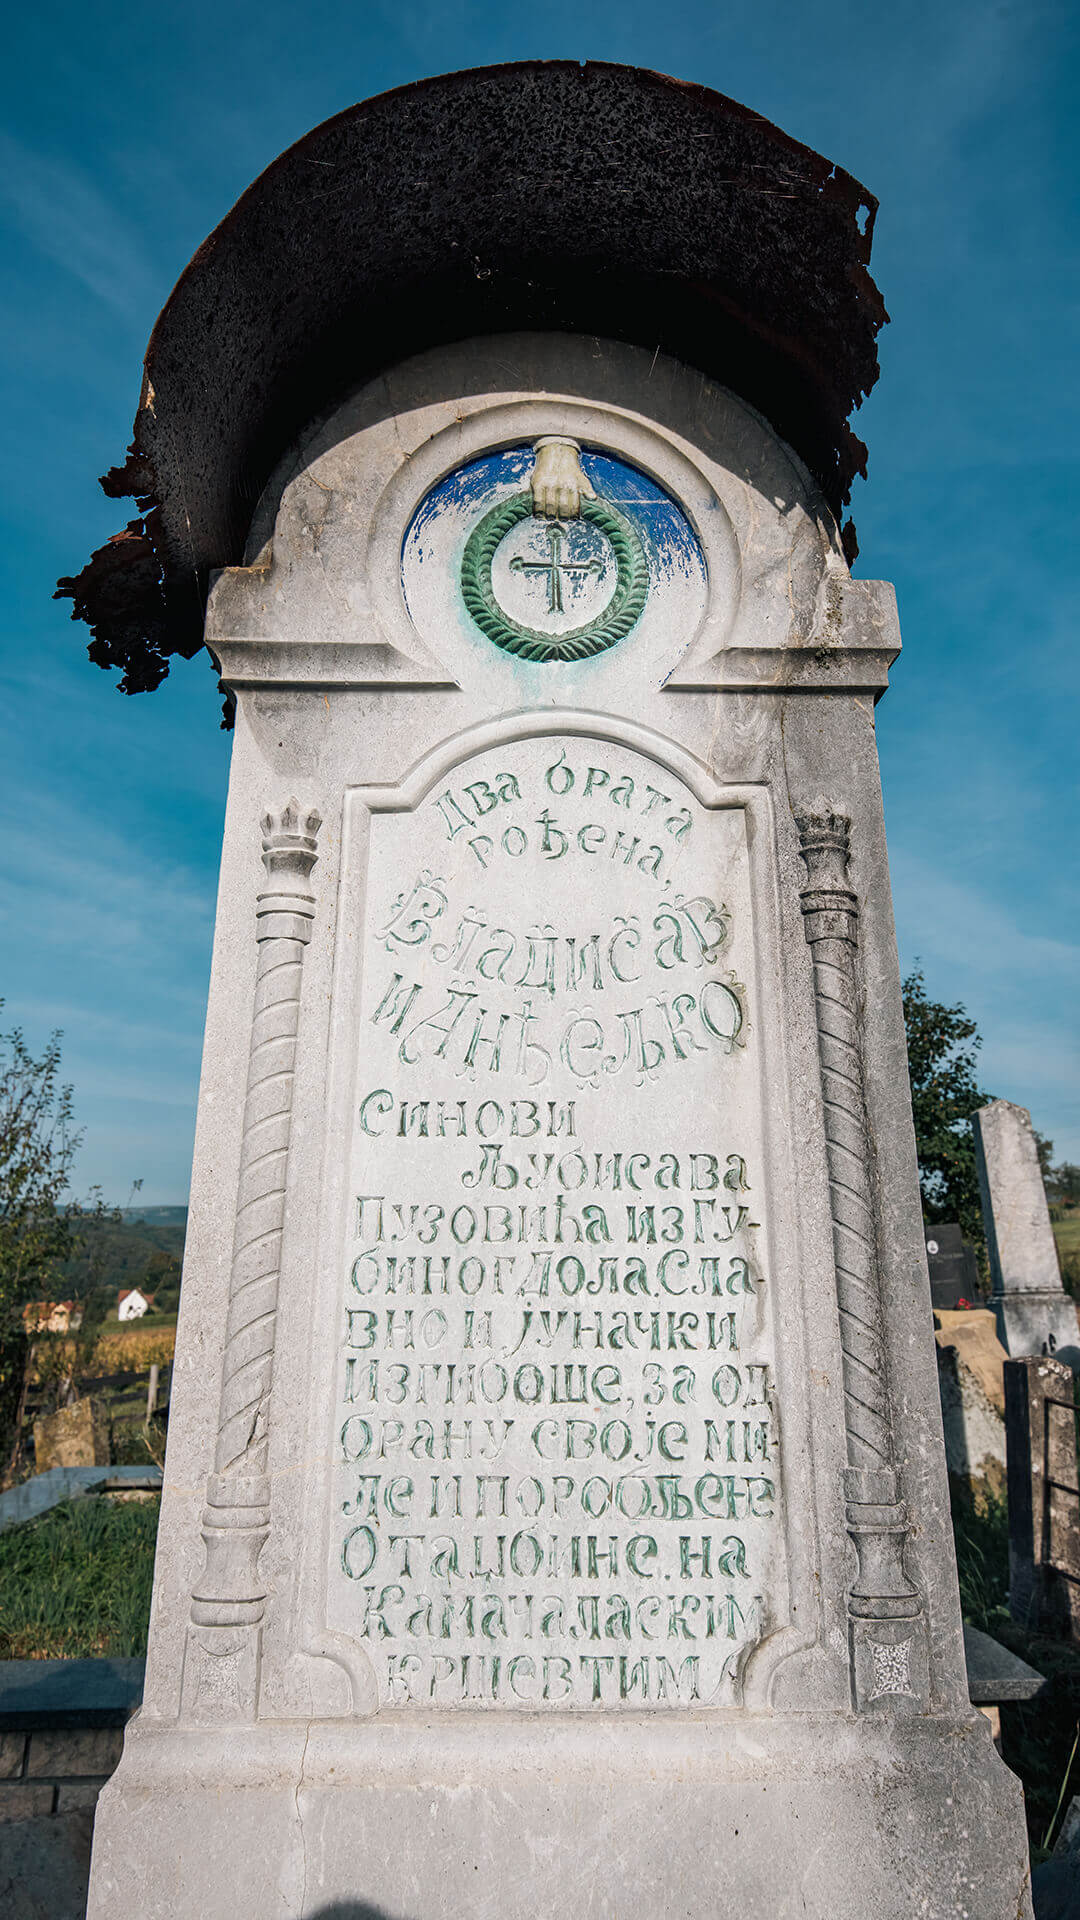 Два брата
рођена,
Владисав
и Анђелко
Синови
Љубисава
Пузовића из Гу-
биног Дола. Сла-
вно и јуначки
Изгибоше, за од
брану своје ми-
ле и поробљене
Отаџбине. на
Камачаласким
кршевтим